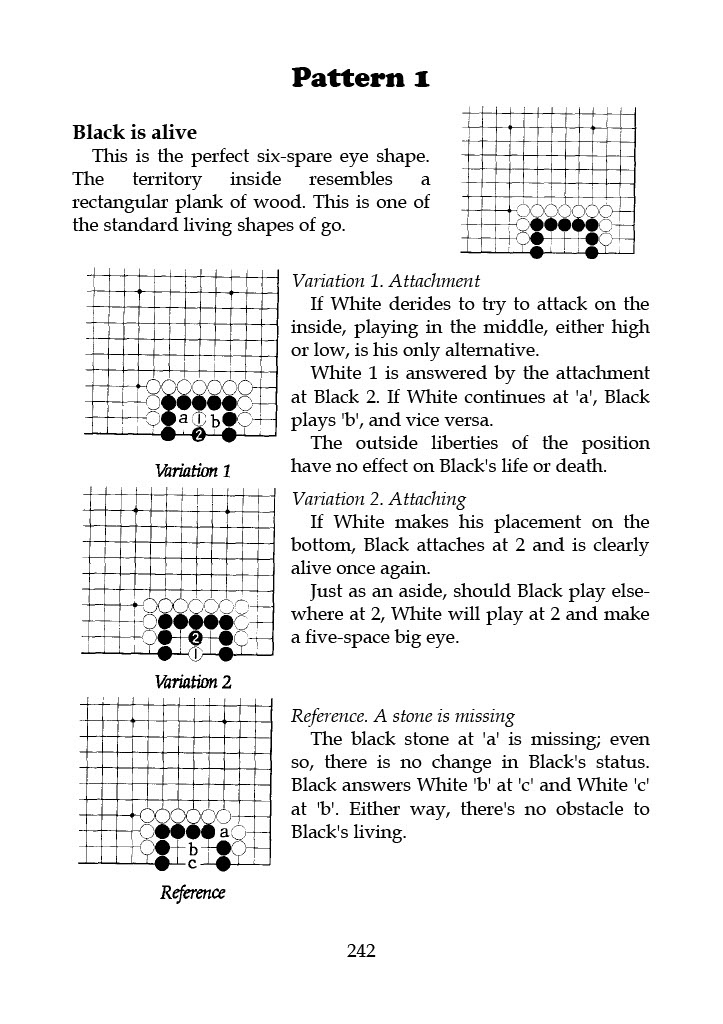 Pattern 1
Black is alive
This is the perfect six-spare eye shape.
The territory inside resembles a
rectangular plank of wood. This is one of
the standard living shapes of go.
Variation 1. Attachment
If White derides to try to attack on the
inside, playing in the middle, either high
or low, is his only alternative.
White 1 is answered by the attachment
at Black 2. If White continues at 'a', Black
plays 'b', and vice versa.
The outside liberties of the position
have no effect on Black's life or death.
a 1 b
2
Variation 1
Variation 2. Attaching
If White makes his placement on the
bottom, Black attaches at 2 and is clearly
alive once again.
Just as an aside, should Black play else-
where at 2, White will play at 2 and make
a five-space big eye.
2
1
Variation 2
Reference. A stone is missing
The black stone at 'a' is missing; even
so, there is no change in Black's status.
Black answers White 'b' at 'c' and White 'c'
at 'b'. Either way, there's no obstacle to
Black's living.
a
b
c
Reference
242